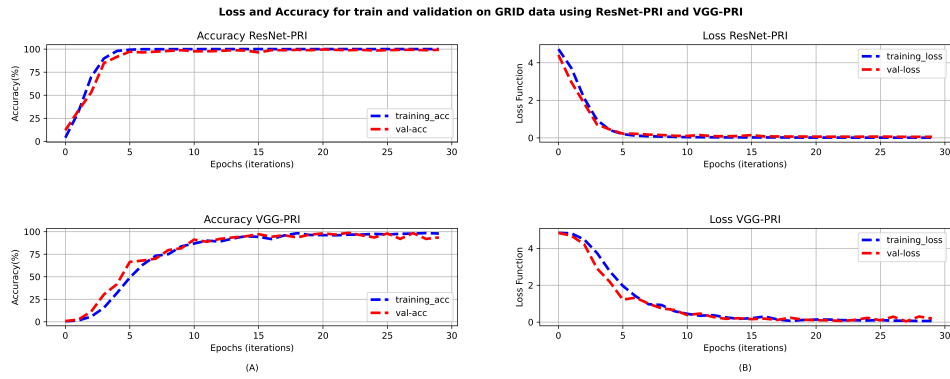 Loss and Accuracy for train and validation on GRID data using ResNet-PRI and VGG-PRI
Accuracy ResNet-PRI
Accuracy(%)
100
75
50
25
0
training_acc
val-acc
0 5 10 15 20 25 30
Epochs (iterations)
Loss ResNet-PRI
Loss Function
4
2
0
training_loss
val-loss
0 5 10 15 20 25 30
Epochs (iterations)
Accuracy VGG-PRI
Accuracy(%)
100
75
50
25
0
training_acc
val-acc
0 5 10 15 20 25 30
Epochs (iterations)
(A)
Loss VGG-PRI
Loss Function
4
2
0
training_loss
val-loss
0 5 10 15 20 25 30
Epochs (iterations)
(B)